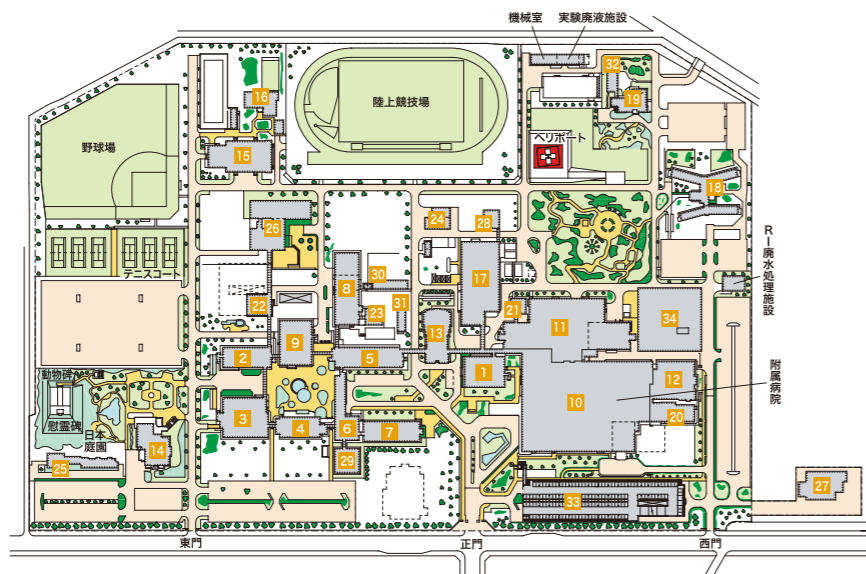 機械室
実験廃液施設
32
16
19
陸上競技場
野球場
ヘリポート
15
18
24
28
26
RI廃水処理施設
テニスコート
17
30
8
22
31
23
21
34
13
11
9
2
5
1
12
附属病院
動物碑
10
20
慰霊碑
3
4
6
7
日本
庭園
14
29
25
27
33
東門
正門
西門